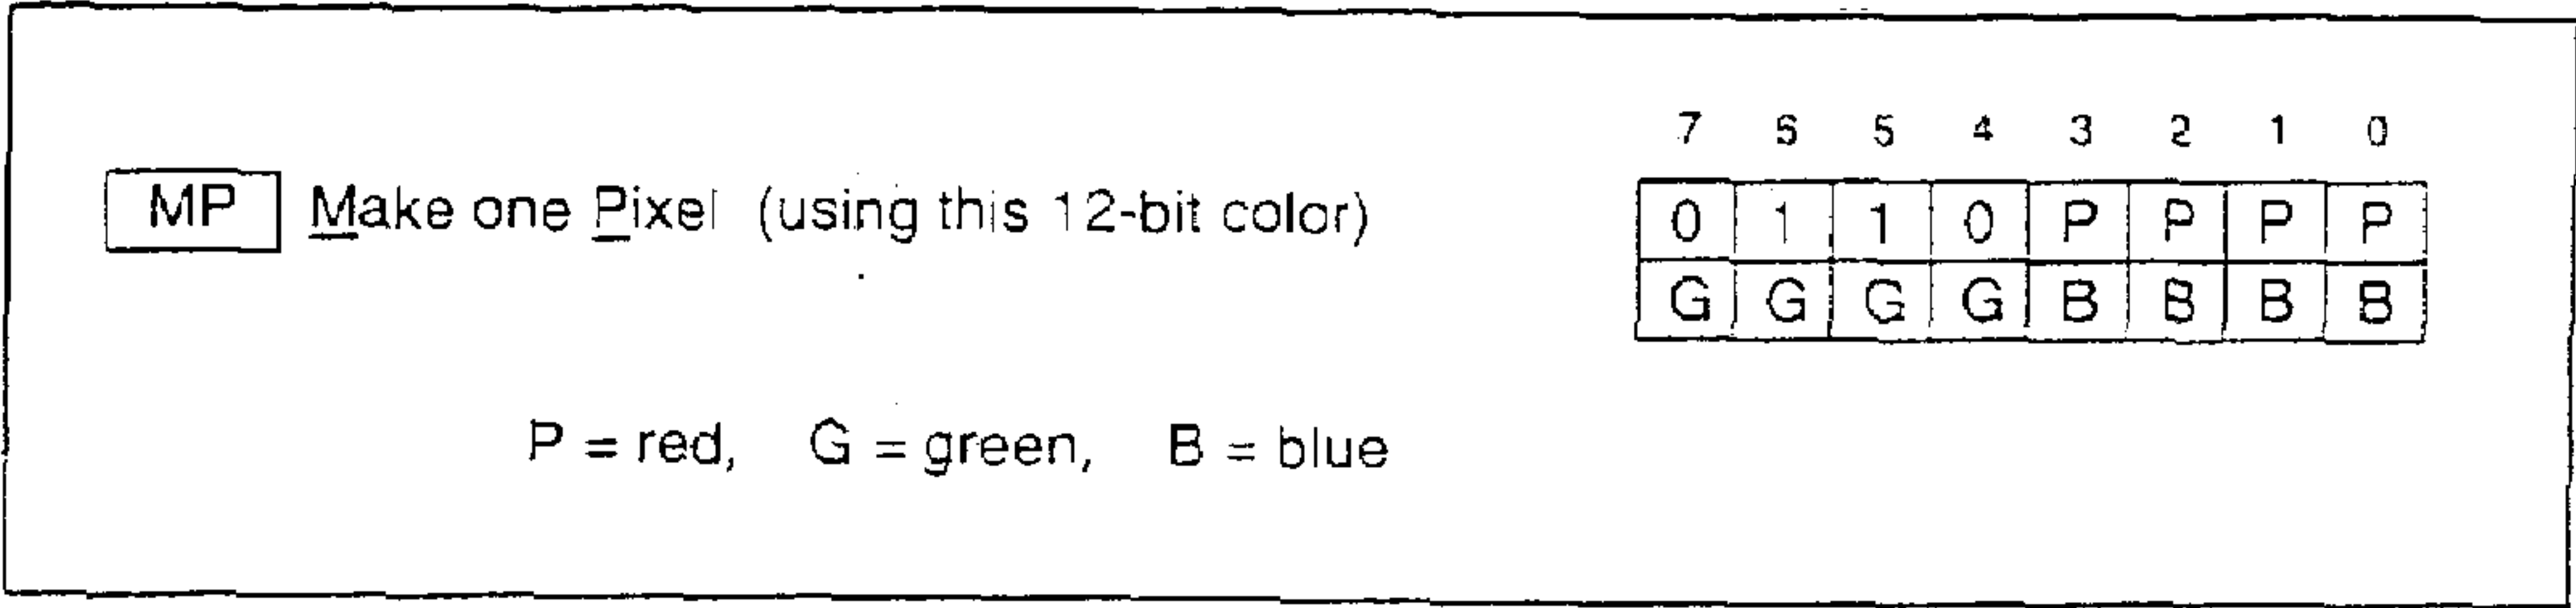 7 6 5 4 3 2 1 0
MP Make one Pixel (using this 12-bit color) 0 1 1 0 P P P P
G G G G B B B B
P = red, G = green, B = blue